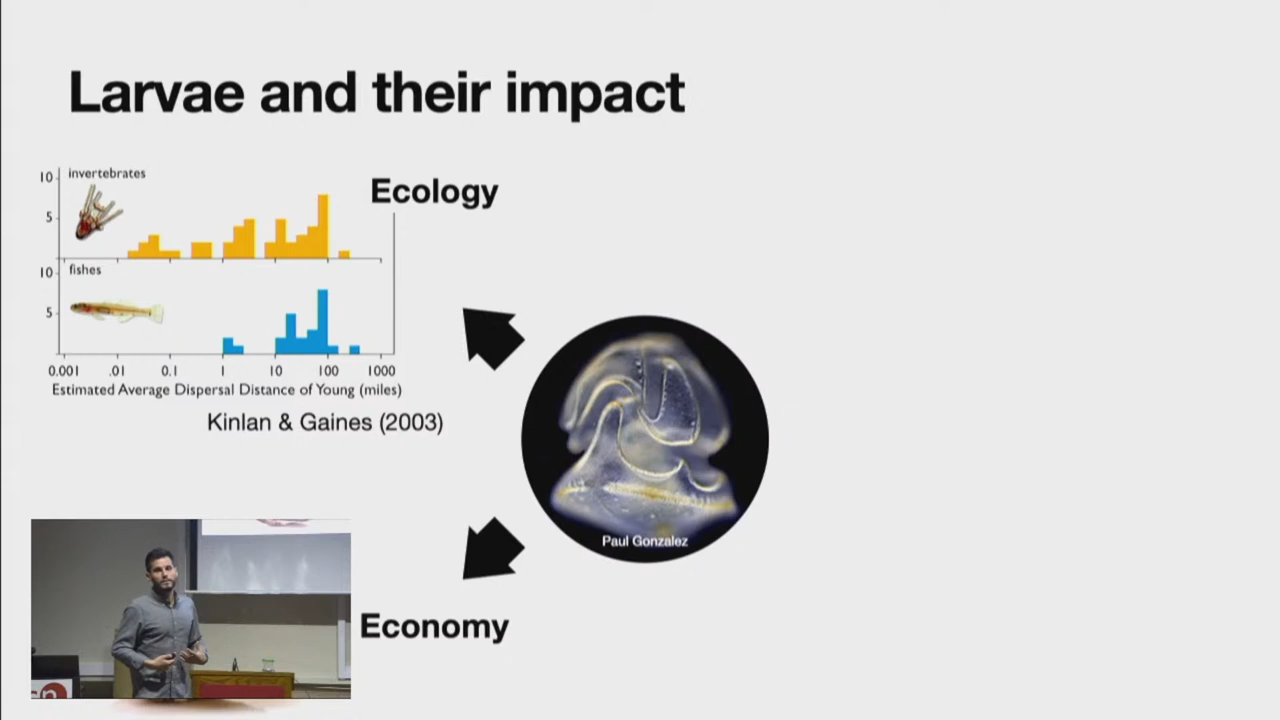 Larvae and their impact
10
invertebrates
5
Ecology
10
fishes
5
0.001 .01 0.1 1 10 100 1000
Estimated Average Dispersal Distance of Young (miles)
Kinlan & Gaines (2003)
Paul Gonzalez
Economy